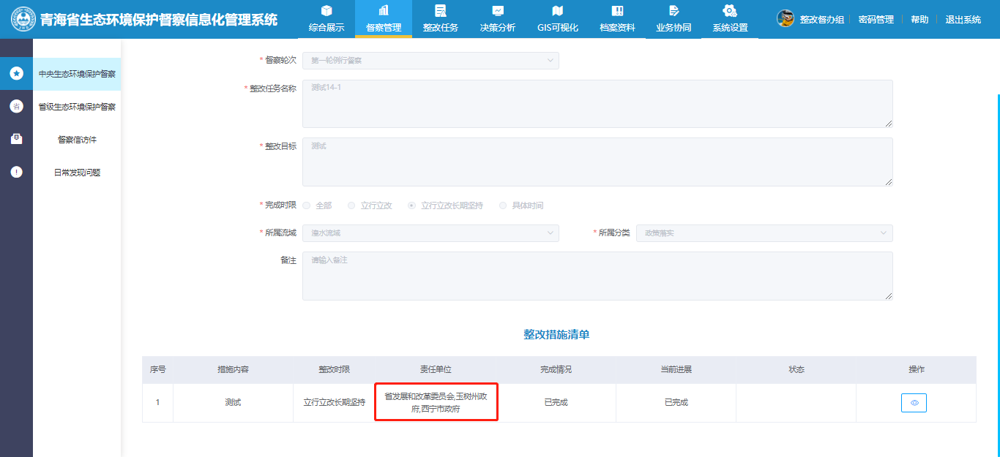 青海省生态环境保护督察信息化管理系统
综合展示 督察管理 整改任务 决策分析 GIS可视化 档案资料 业务协同 系统设置
整改督办组 密码管理 帮助 退出系统
中央生态环境保护督察
省 省级生态环境保护督察
督察信访件
日常发现问题
* 督察轮次 第一轮例行督察
* 整改任务名称 测试14-1
* 整改目标 测试
* 完成时限 全部 立行立改 立行立改长期坚持 具体时间
* 所属流域 湟水流域 * 所属分类 政策落实
备注 请输入备注
整改措施清单
序号 措施内容 整改时限 责任单位 完成情况 当前进展 状态 操作
1 测试 立行立改长期坚持 省发展和改革委员会,玉树州政 已完成 已完成
府,西宁市政府